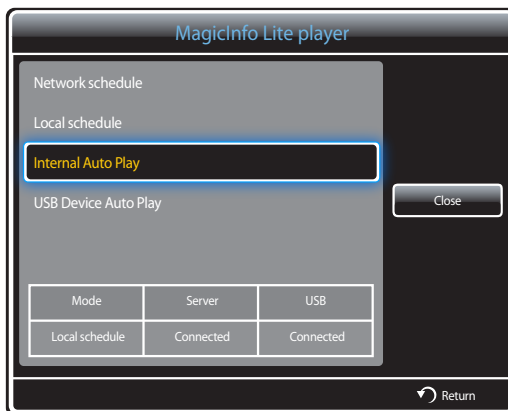 MagicInfo Lite player
Network schedule
Local schedule
Internal Auto Play
USB Device Auto Play
Close
Mode Server USB
Local schedule Connected Connected
Return